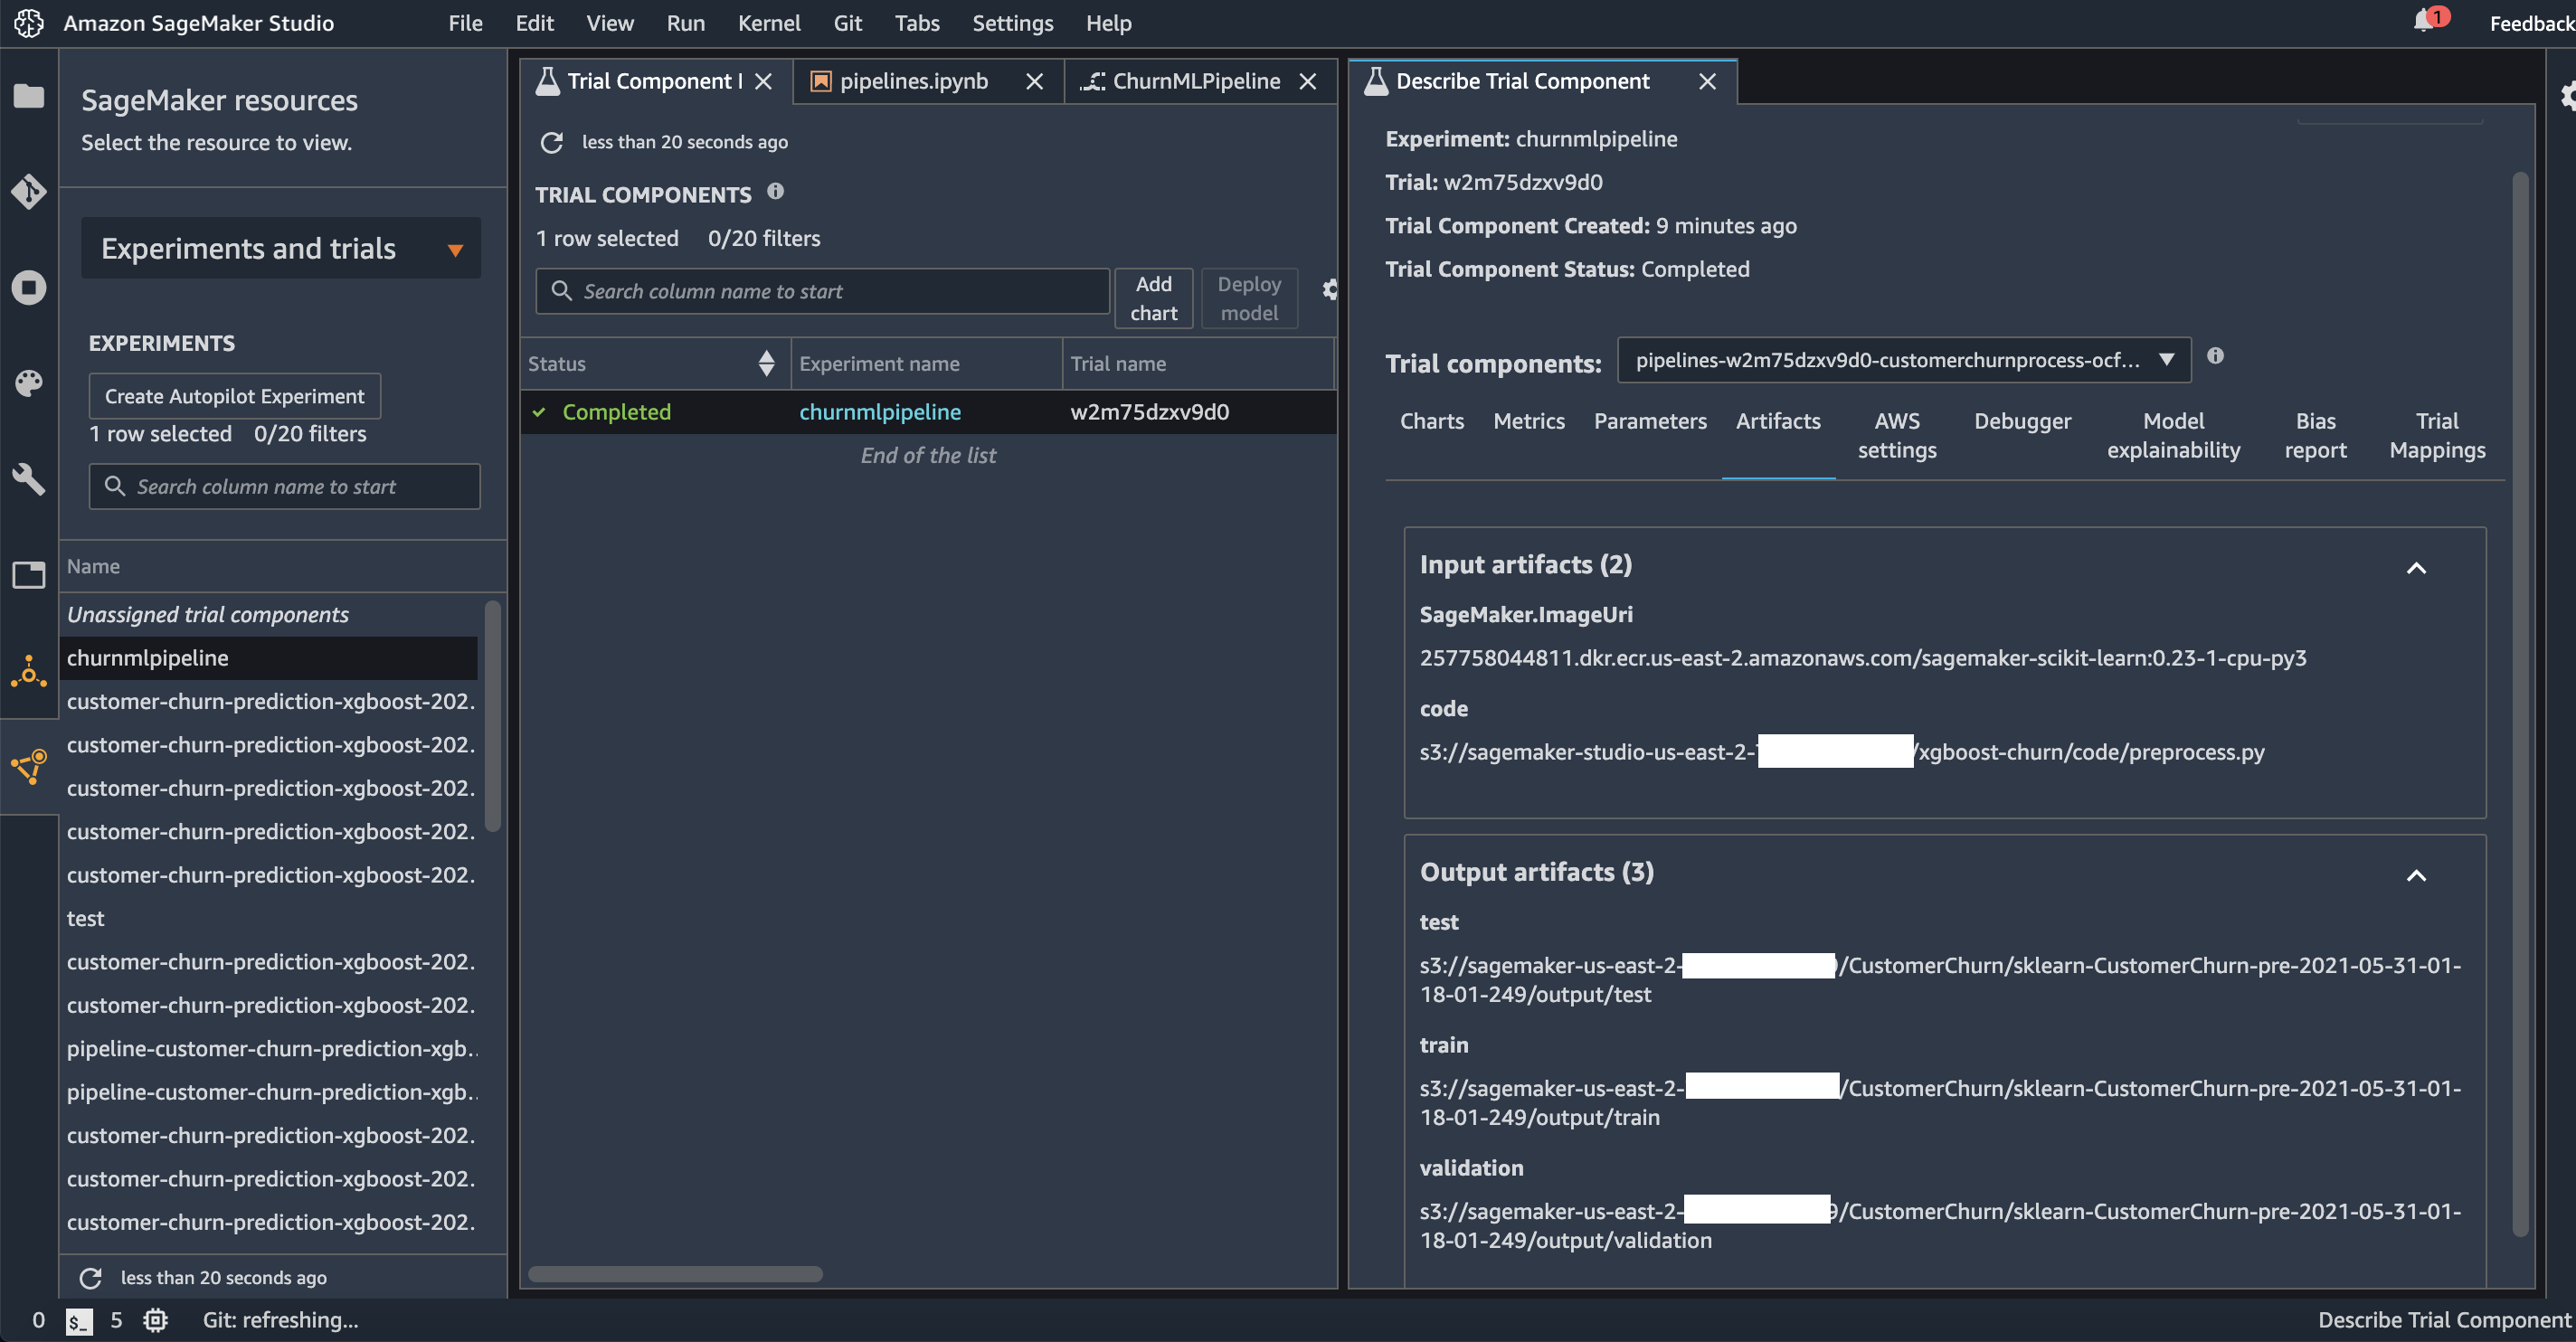 Amazon SageMaker Studio File Edit View Run Kernel Git Tabs Settings Help 1 Feedback
SageMaker resources
Select the resource to view.
Experiments and trials
EXPERIMENTS
Create Autopilot Experiment
1 row selected 0/20 filters
Search column name to start
Name
Unassigned trial components
churnmlpipeline
customer-churn-prediction-xgboost-202.
customer-churn-prediction-xgboost-202.
customer-churn-prediction-xgboost-202.
customer-churn-prediction-xgboost-202.
customer-churn-prediction-xgboost-202.
test
customer-churn-prediction-xgboost-202.
customer-churn-prediction-xgboost-202.
pipeline-customer-churn-prediction-xgb..
pipeline-customer-churn-prediction-xgb..
customer-churn-prediction-xgboost-202.
customer-churn-prediction-xgboost-202.
customer-churn-prediction-xgboost-202.
less than 20 seconds ago
Trial Component pipelines.ipynb ChurnMLPipeline
less than 20 seconds ago
TRIAL COMPONENTS
1 row selected 0/20 filters
Search column name to start
Add
chart
Deploy
model
Status Experiment name Trial name
Completed churnmlpipeline w2m75dzxv9d0
End of the list
Describe Trial Component
Experiment: churnmlpipeline
Trial: w2m75dzxv9d0
Trial Component Created: 9 minutes ago
Trial Component Status: Completed
Trial components: pipelines-w2m75dzxv9d0-customerchurnprocess-ocf...
Charts Metrics Parameters Artifacts AWS settings Debugger Model explainability Bias report Trial Mappings
Input artifacts (2)
SageMaker.ImageUri
257758044811.dkr.ecr.us-east-2.amazonaws.com/sagemaker-scikit-learn:0.23-1-cpu-py3
code
s3://sagemaker-studio-us-east-2- /xgboost-churn/code/preprocess.py
Output artifacts (3)
test
s3://sagemaker-us-east-2- /CustomerChurn/sklearn-CustomerChurn-pre-2021-05-31-01-
18-01-249/output/test
train
s3://sagemaker-us-east-2- /CustomerChurn/sklearn-CustomerChurn-pre-2021-05-31-01-
18-01-249/output/train
validation
s3://sagemaker-us-east-2- /CustomerChurn/sklearn-CustomerChurn-pre-2021-05-31-01-
18-01-249/output/validation
0 $_ 5 Git: refreshing... Describe Trial Component